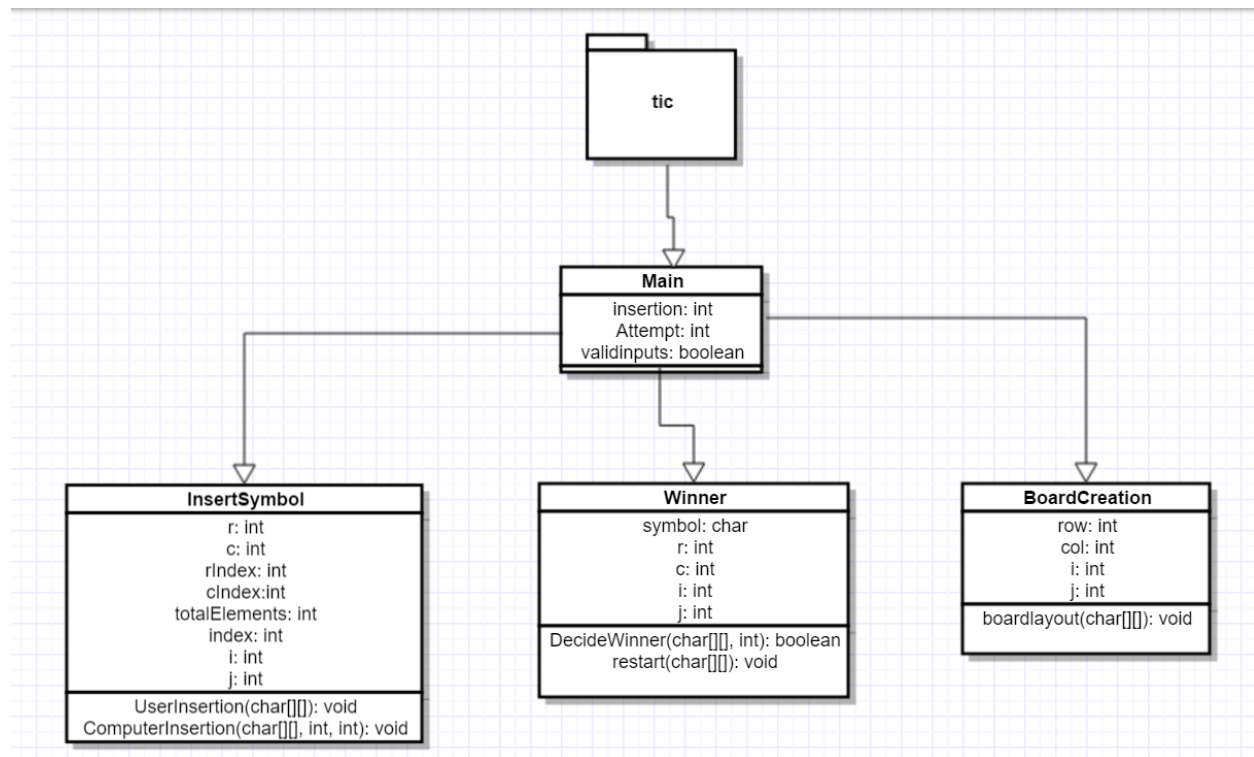 tic
Main
insertion: int
Attempt: int
validinputs: boolean
InsertSymbol
r: int
c: int
rIndex: int
cIndex:int
totalElements: int
index: int
i: int
j: int
UserInsertion(char[][]): void
ComputerInsertion(char[][], int, int): void
Winner
symbol: char
r: int
c: int
i: int
j: int
DecideWinner(char[][], int): boolean
restart(char[][]): void
BoardCreation
row: int
col: int
i: int
j: int
boardlayout(char[][]): void